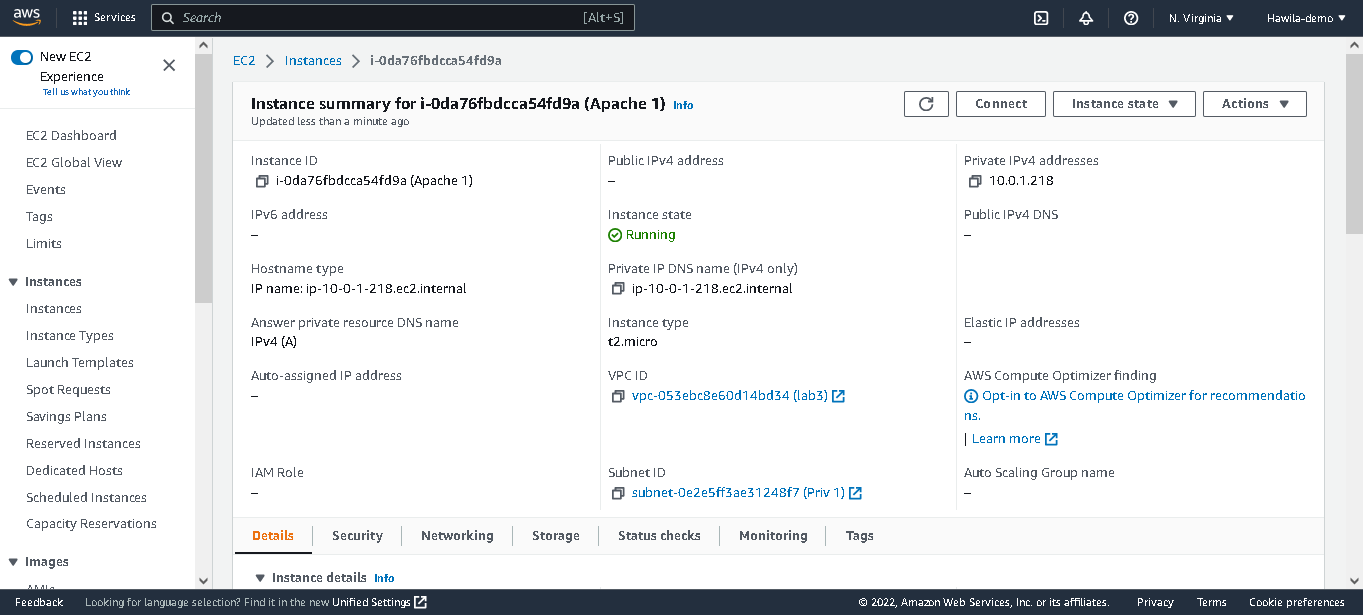 aws
Services
Search
[Alt+S]
N. Virginia ▼
Hawila-demo ▼
New EC2
Experience
Tell us what you think
EC2 Dashboard
EC2 Global View
Events
Tags
Limits
Instances
Instances
Instance Types
Launch Templates
Spot Requests
Savings Plans
Reserved Instances
Dedicated Hosts
Scheduled Instances
Capacity Reservations
Images
AMIs
EC2 > Instances > i-0da76fbdcca54fd9a
Instance summary for i-0da76fbdcca54fd9a (Apache 1) Info
Updated less than a minute ago
Connect
Instance state ▼
Actions ▼
Instance ID
i-0da76fbdcca54fd9a (Apache 1)
Public IPv4 address
–
Private IPv4 addresses
10.0.1.218
IPv6 address
–
Instance state
Running
Public IPv4 DNS
–
Hostname type
IP name: ip-10-0-1-218.ec2.internal
Private IP DNS name (IPv4 only)
ip-10-0-1-218.ec2.internal
Answer private resource DNS name
IPv4 (A)
Instance type
t2.micro
Elastic IP addresses
–
Auto-assigned IP address
–
VPC ID
vpc-053ebc8e60d14bd34 (lab3)
AWS Compute Optimizer finding
Opt-in to AWS Compute Optimizer for recommendatio
ns.
| Learn more
IAM Role
–
Subnet ID
subnet-0e2e5ff3ae31248f7 (Priv 1)
Auto Scaling Group name
–
Details
Security
Networking
Storage
Status checks
Monitoring
Tags
▼ Instance details Info
Feedback
Looking for language selection? Find it in the new Unified Settings
© 2022, Amazon Web Services, Inc. or its affiliates.
Privacy
Terms
Cookie preferences